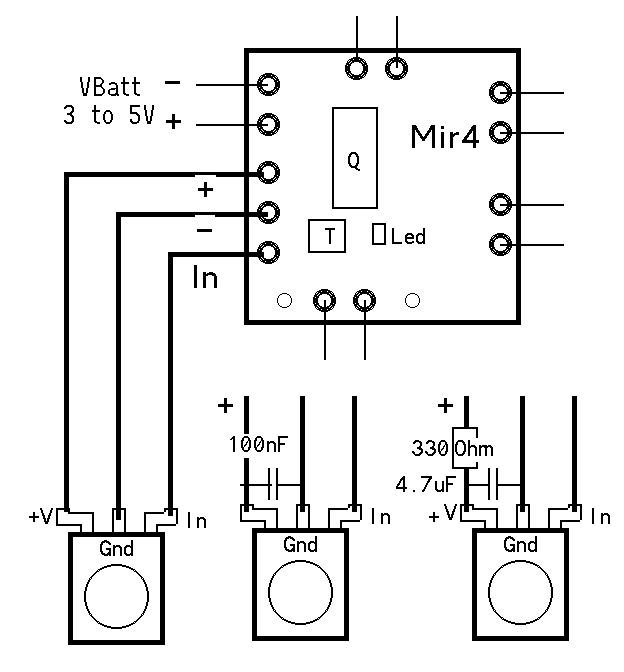 VBatt -
3 to 5V +
Mir4
Q
+
-
T
Led
In
+
100nF
+
330 Ohm
4.7uF
+V
In
Gnd
In
Gnd
+V
In
Gnd